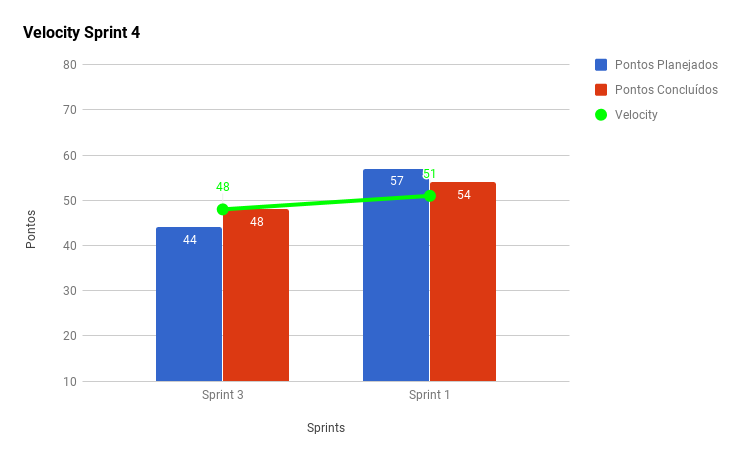 Velocity Sprint 4
Pontos Planejados
Pontos Concluídos
Velocity
Pontos
80
70
60
50
40
30
20
10
48
44
48
57
51
54
Sprint 3
Sprint 1
Sprints